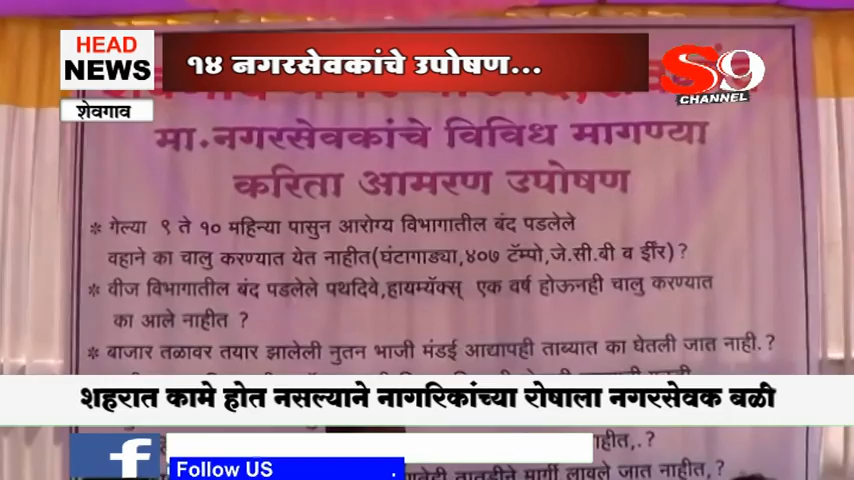 HEAD
NEWS
१४ नगरसेवकांचे उपोषण...
S9
CHANNEL
शेवगाव
मा.नगरसेवकांचे विविध मागण्या
करिता आमरण उपोषण
* गेल्या ९ ते १० महिन्या पासुन आरोग्य विभागातील बंद पडलेले
वहाने का चालु करण्यात येत नाहीत(घंटागाड्या,४०७ टॅम्पो,जे.सी.बी व ईीर)?
* वीज विभागातील बंद पडलेले पथदिवे,हायम्यॅक्स् एक वर्ष होऊनही चालु करण्यात
का आले नाहीत ?
* बाजार तळावर तयार झालेली नुतन भाजी मंडई आद्यापही ताब्यात का घेतली जात नाही.?
शहरात कामे होत नसल्याने नागरिकांच्या रोषाला नगरसेवक बळी
नाहीत,.?
f
Follow US .
तातडीने मार्गी लावले जात नाहीत,?